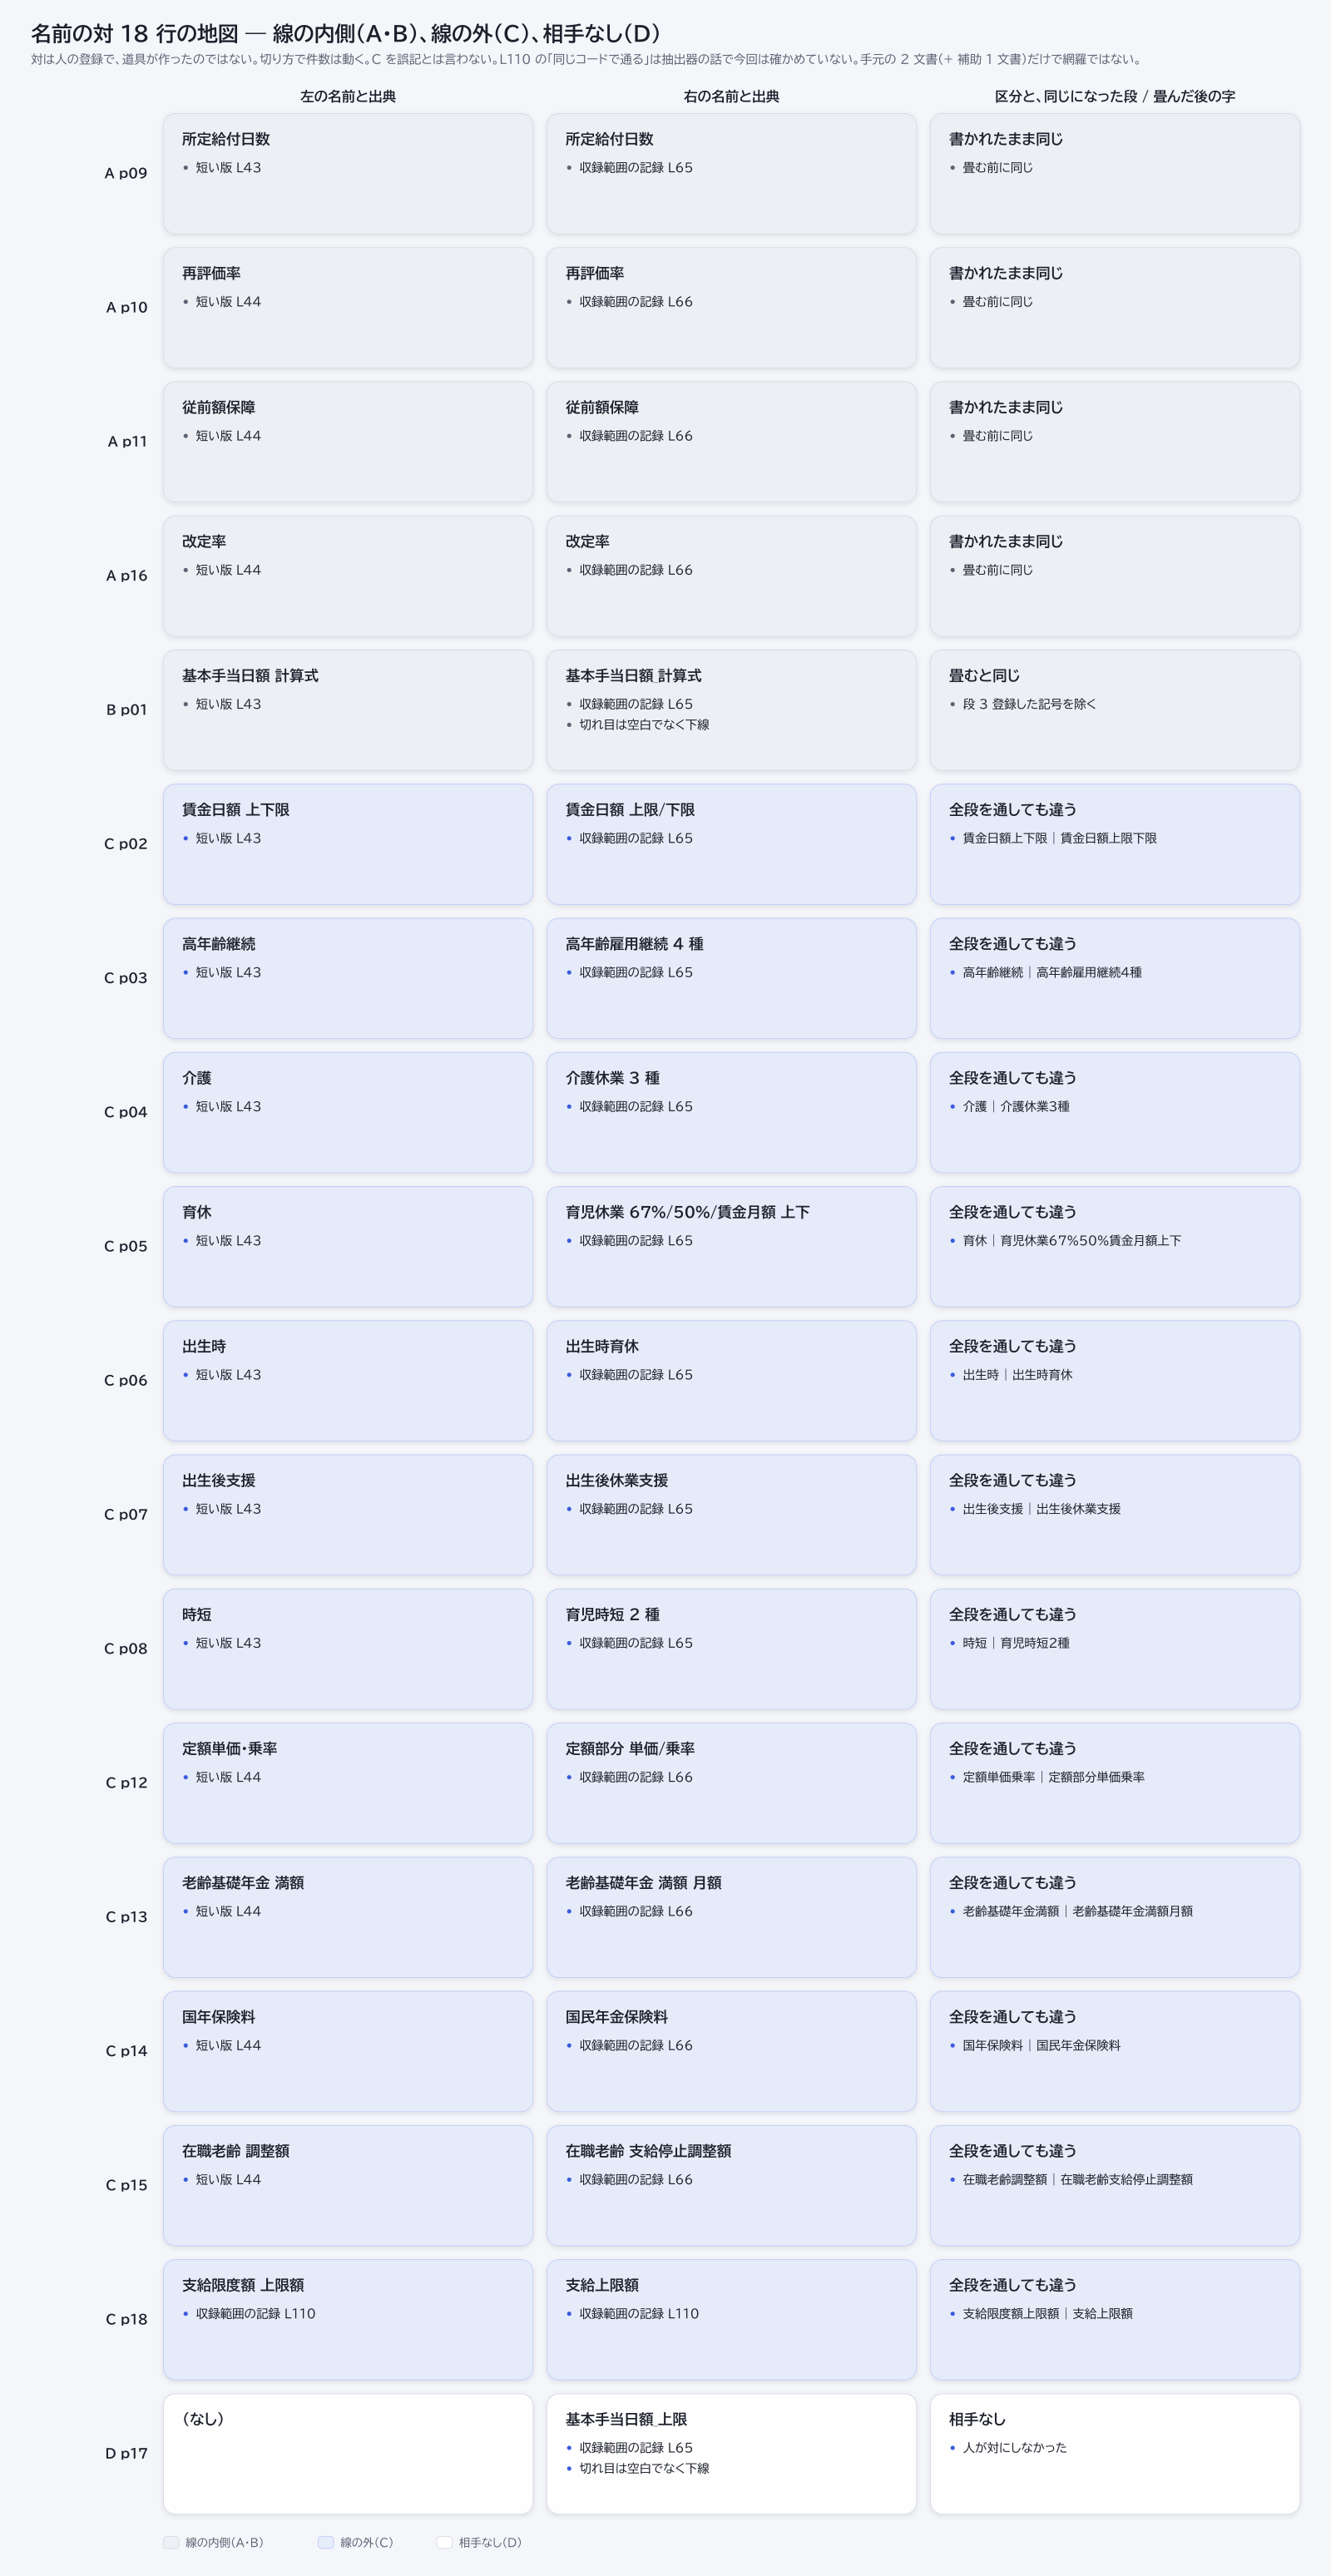 名前の対 18 行の地図 — 線の内側(A・B)、線の外(C)、相手なし(D)
対は人の登録で、道具が作ったのではない。切り方で件数は動く。C を誤記とは言わない。L110 の「同じコードで通る」は抽出器の話で今回は確かめていない。手元の 2 文書(+ 補助 1 文書)だけで網羅ではない。
左の名前と出典
右の名前と出典
区分と、同じになった段 / 畳んだ後の字
A p09
所定給付日数
• 短い版 L43
所定給付日数
• 収録範囲の記録 L65
書かれたまま同じ
• 畳む前に同じ
A p10
再評価率
• 短い版 L44
再評価率
• 収録範囲の記録 L66
書かれたまま同じ
• 畳む前に同じ
A p11
従前額保障
• 短い版 L44
従前額保障
• 収録範囲の記録 L66
書かれたまま同じ
• 畳む前に同じ
A p16
改定率
• 短い版 L44
改定率
• 収録範囲の記録 L66
書かれたまま同じ
• 畳む前に同じ
B p01
基本手当日額 計算式
• 短い版 L43
基本手当日額_計算式
• 収録範囲の記録 L65
• 切れ目は空白でなく下線
畳むと同じ
• 段 3 登録した記号を除く
C p02
賃金日額 上下限
• 短い版 L43
賃金日額 上限/下限
• 収録範囲の記録 L65
全段を通しても違う
• 賃金日額上下限 | 賃金日額上限下限
C p03
高年齢継続
• 短い版 L43
高年齢雇用継続 4 種
• 収録範囲の記録 L65
全段を通しても違う
• 高年齢継続 | 高年齢雇用継続4種
C p04
介護
• 短い版 L43
介護休業 3 種
• 収録範囲の記録 L65
全段を通しても違う
• 介護 | 介護休業3種
C p05
育休
• 短い版 L43
育児休業 67%/50%/賃金月額 上下
• 収録範囲の記録 L65
全段を通しても違う
• 育休 | 育児休業67%50%賃金月額上下
C p06
出生時
• 短い版 L43
出生時育休
• 収録範囲の記録 L65
全段を通しても違う
• 出生時 | 出生時育休
C p07
出生後支援
• 短い版 L43
出生後休業支援
• 収録範囲の記録 L65
全段を通しても違う
• 出生後支援 | 出生後休業支援
C p08
時短
• 短い版 L43
育児時短 2 種
• 収録範囲の記録 L65
全段を通しても違う
• 時短 | 育児時短2種
C p12
定額単価・乗率
• 短い版 L44
定額部分 単価/乗率
• 収録範囲の記録 L66
全段を通しても違う
• 定額単価乗率 | 定額部分単価乗率
C p13
老齢基礎年金 満額
• 短い版 L44
老齢基礎年金 満額 月額
• 収録範囲の記録 L66
全段を通しても違う
• 老齢基礎年金満額 | 老齢基礎年金満額月額
C p14
国年保険料
• 短い版 L44
国民年金保険料
• 収録範囲の記録 L66
全段を通しても違う
• 国年保険料 | 国民年金保険料
C p15
在職老齢 調整額
• 短い版 L44
在職老齢 支給停止調整額
• 収録範囲の記録 L66
全段を通しても違う
• 在職老齢調整額 | 在職老齢支給停止調整額
C p18
支給限度額 上限額
• 収録範囲の記録 L110
支給上限額
• 収録範囲の記録 L110
全段を通しても違う
• 支給限度額上限額 | 支給上限額
D p17
(なし)
基本手当日額_上限
• 収録範囲の記録 L65
• 切れ目は空白でなく下線
相手なし
• 人が対にしなかった
線の内側(A・B)
線の外(C)
相手なし(D)